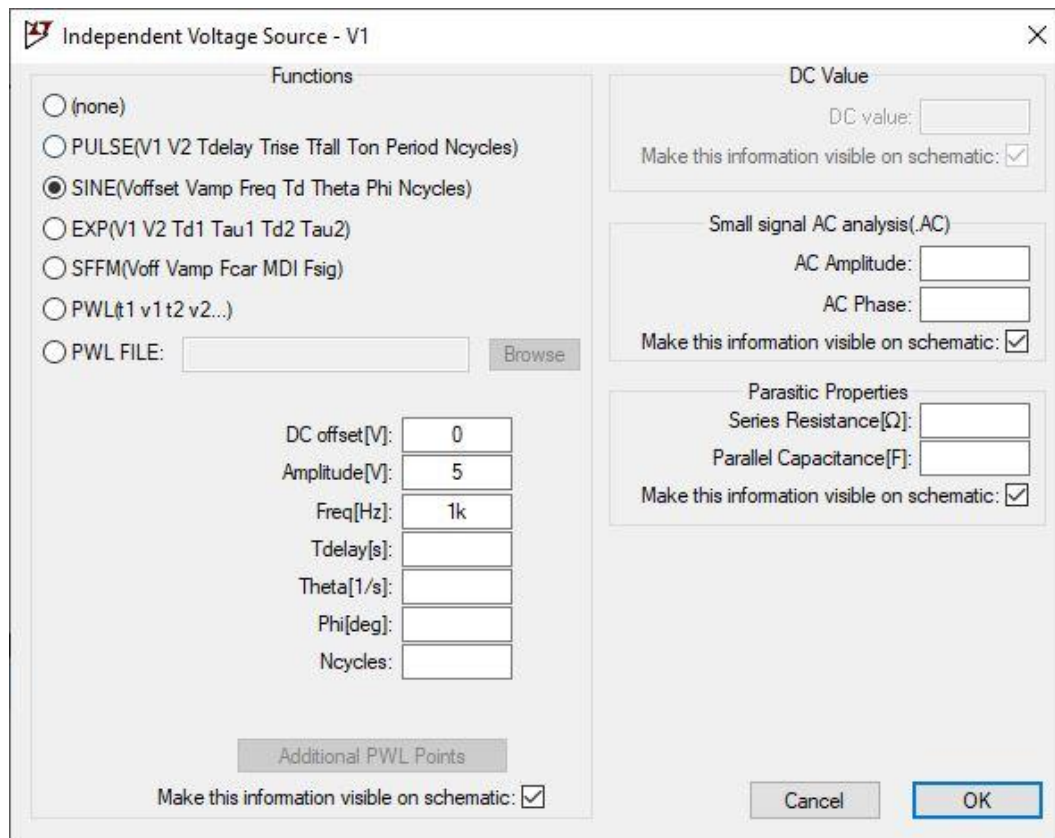 Independent Voltage Source - V1
Functions
(none)
PULSE(V1 V2 Tdelay Trise Tfall Ton Period Ncycles)
SINE(Voffset Vamp Freq Td Theta Phi Ncycles)
EXP(V1 V2 Td1 Tau1 Td2 Tau2)
SFFM(Voff Vamp Fcar MDI Fsig)
PWL(t1 v1 t2 v2...)
PWL FILE:
Browse
DC offset[V]: 0
Amplitude[V]: 5
Freq[Hz]: 1k
Tdelay[s]:
Theta[1/s]:
Phi[deg]:
Ncycles:
Additional PWL Points
Make this information visible on schematic:
DC Value
DC value:
Make this information visible on schematic:
Small signal AC analysis(.AC)
AC Amplitude:
AC Phase:
Make this information visible on schematic:
Parasitic Properties
Series Resistance[Ω]:
Parallel Capacitance[F]:
Make this information visible on schematic:
Cancel
OK